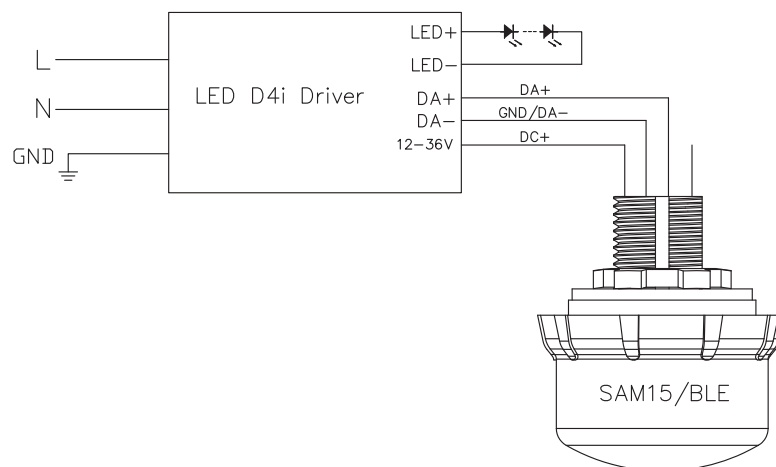 LED+
L
LED-
LED D4i Driver
DA+
DA+
N
GND/DA-
DA-
12-36V
DC+
GND
SAM15/BLE